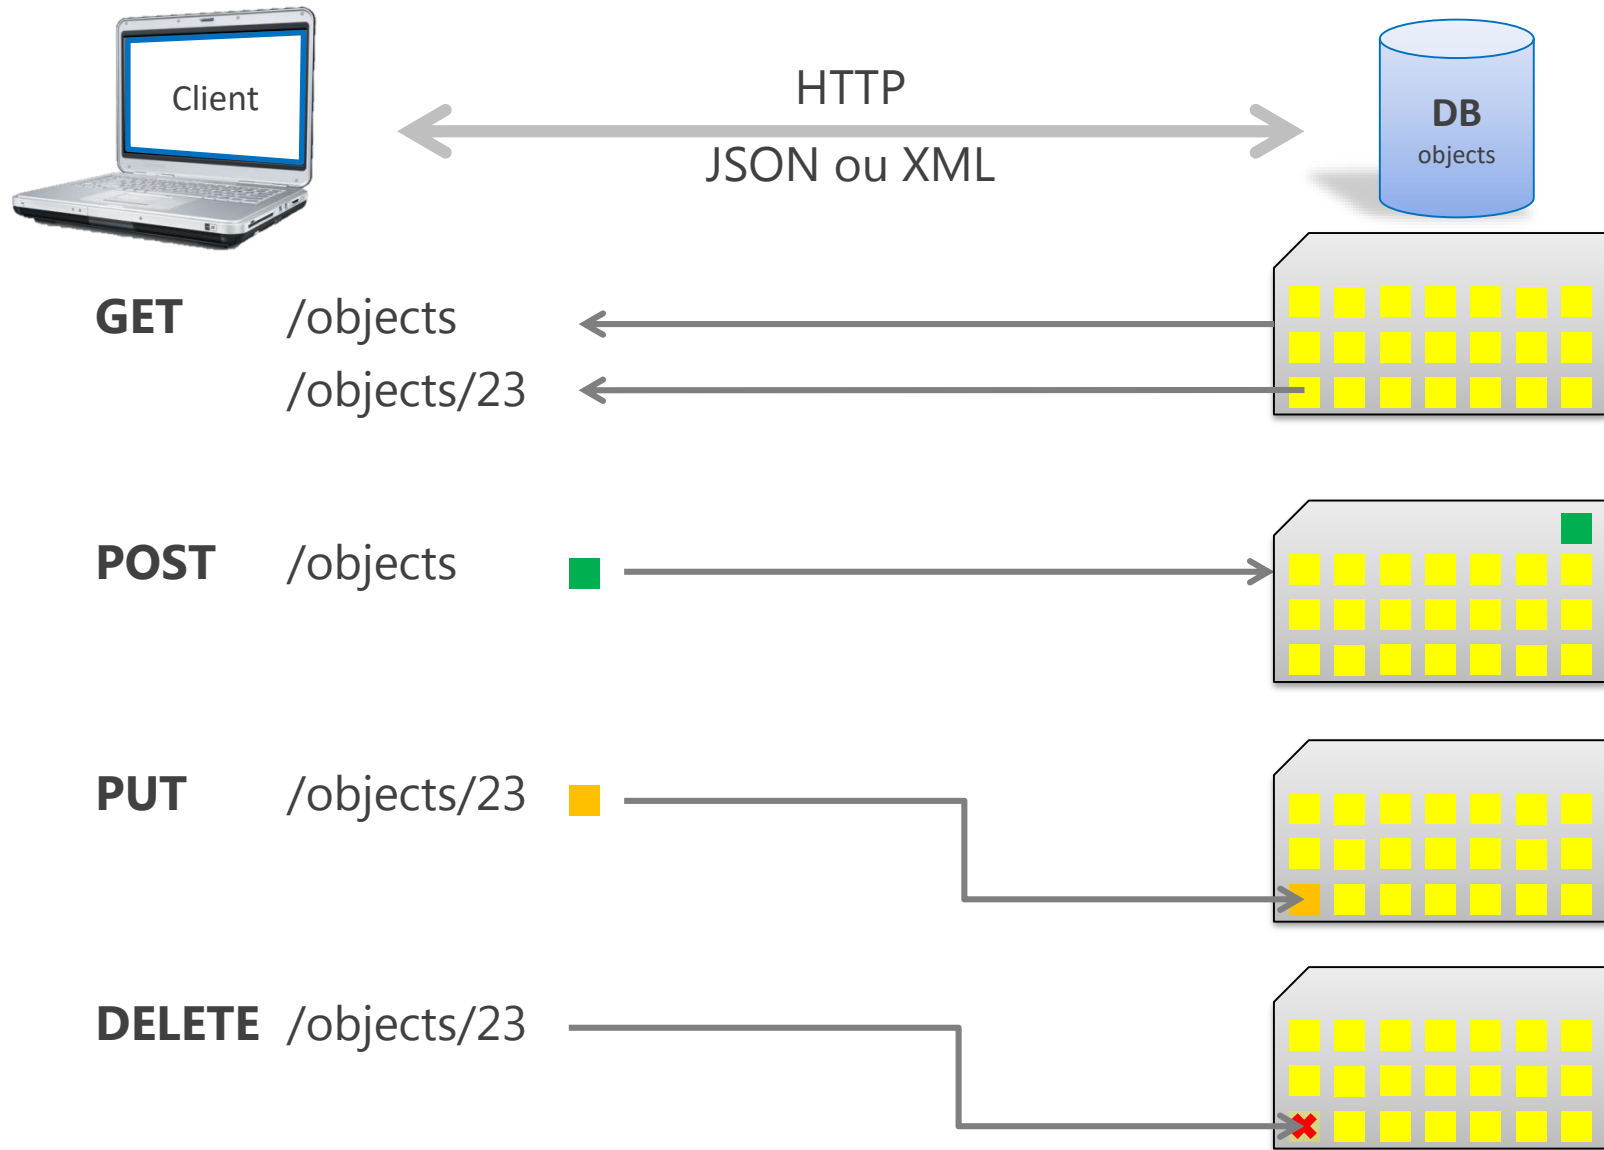 Client
HTTP
JSON ou XML
DB
objects
GET /objects
/objects/23
POST /objects
PUT /objects/23
DELETE /objects/23